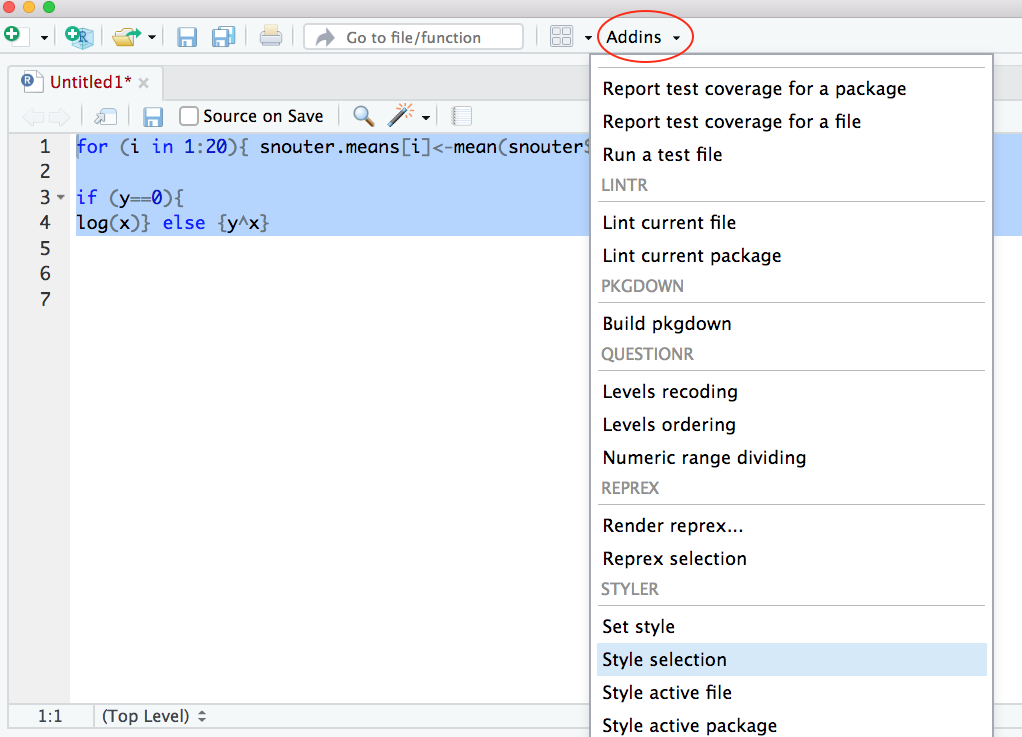 Go to file/function
Addins
Untitled1*
Source on Save
1 for (i in 1:20){ snouter.means[i]<-mean(snouter$
2
3 if (y==0){
4 log(x)} else {y^x}
5
6
7
Report test coverage for a package
Report test coverage for a file
Run a test file
LINTR
Lint current file
Lint current package
PKGDOWN
Build pkgdown
QUESTIONR
Levels recoding
Levels ordering
Numeric range dividing
REPREX
Render reprex...
Reprex selection
STYLER
Set style
Style selection
Style active file
Style active package
1:1 (Top Level)